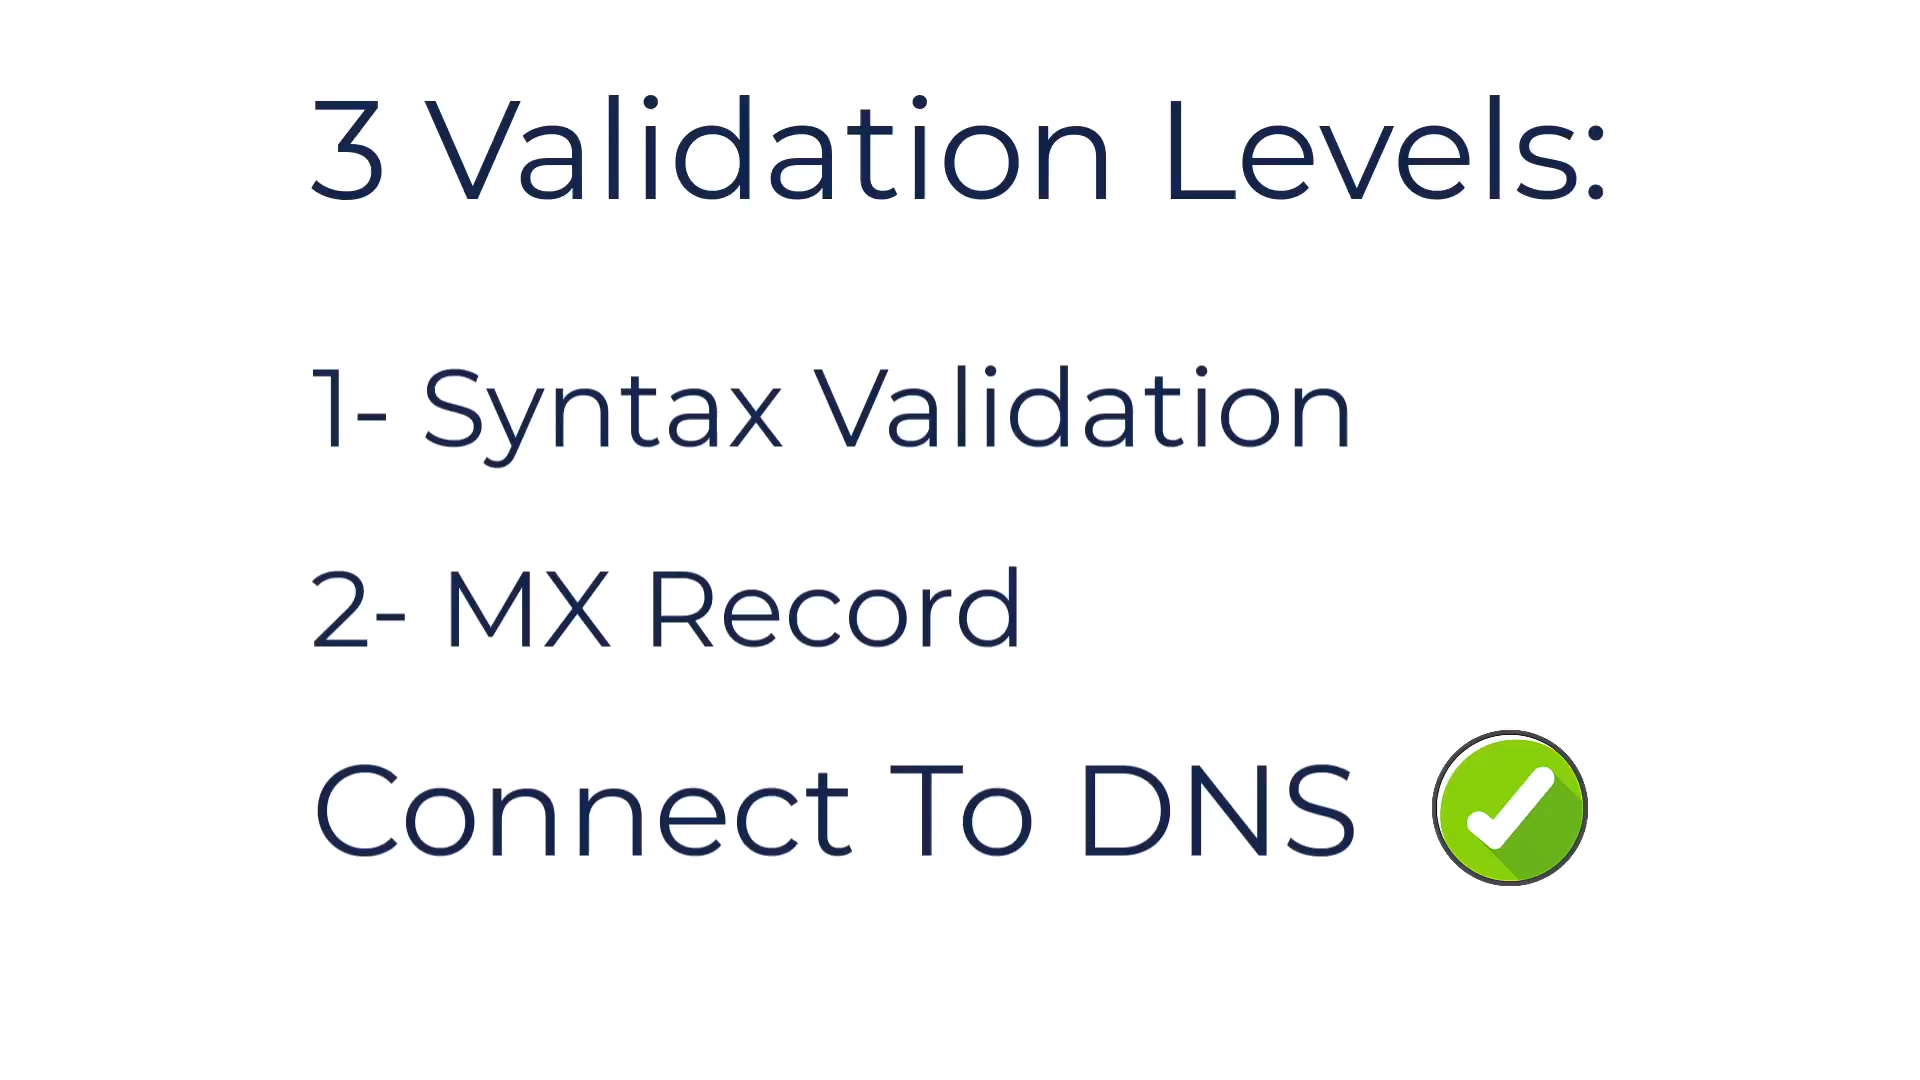 3 Validation Levels:
1- Syntax Validation
2- MX Record
Connect To DNS